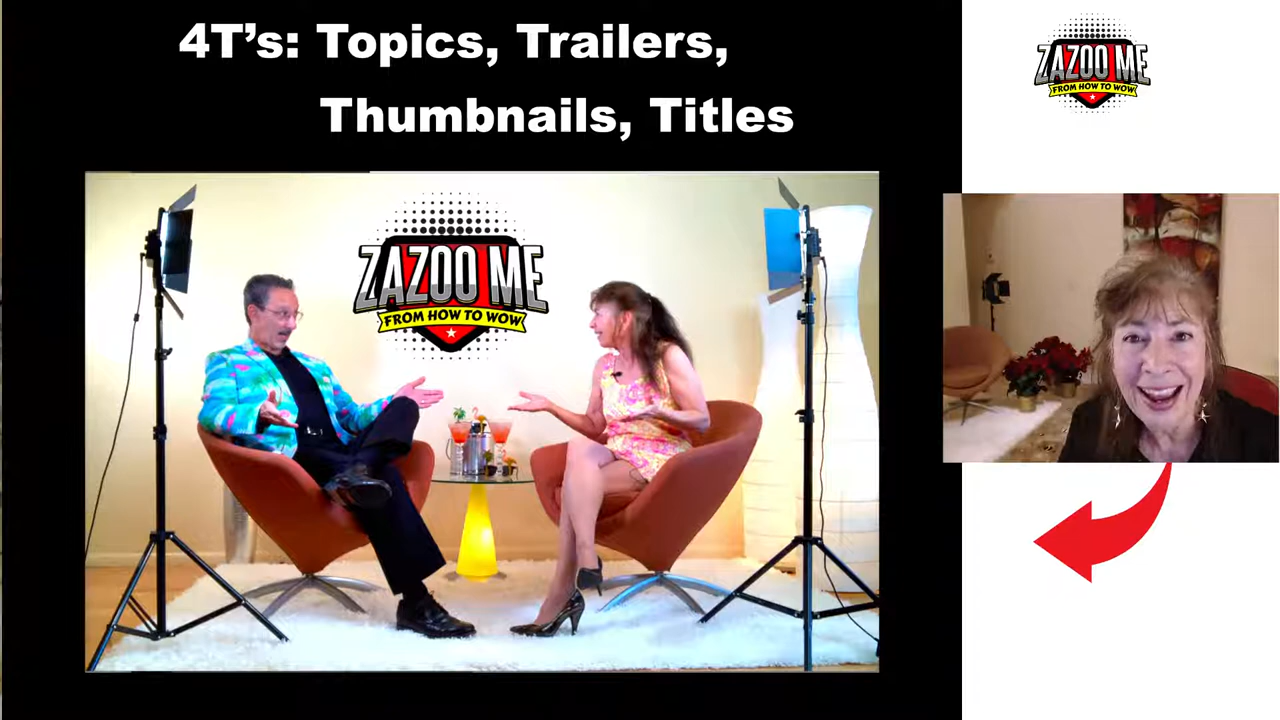 4T’s: Topics, Trailers,
Thumbnails, Titles
ZAZOO ME
FROM HOW TO WOW
ZAZOO ME
FROM HOW TO WOW